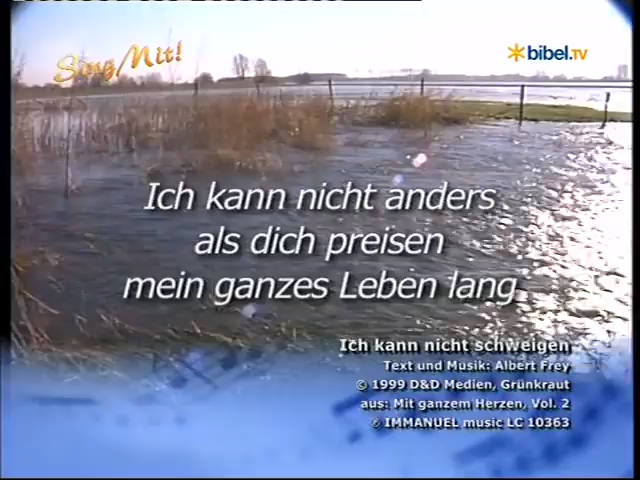 Sing Mit!
bibel.TV
Ich kann nicht anders
als dich preisen
mein ganzes Leben lang
Ich kann nicht schweigen
Text und Musik: Albert Frey
© 1999 D&D Medien, Grünkraut
aus: Mit ganzem Herzen, Vol. 2
© IMMANUEL music LC 10363